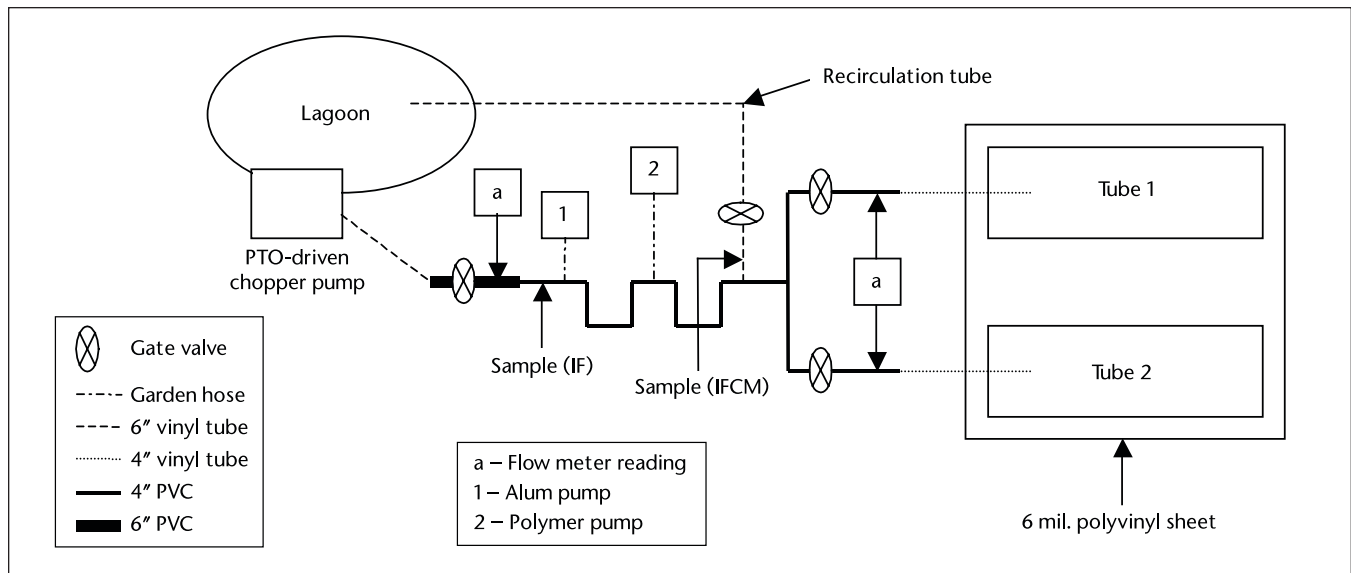 Lagoon
Recirculation tube
PTO-driven
chopper pump
a
1
2
Sample (IF)
Sample (IFCM)
a
Tube 1
Tube 2
6 mil. polyvinyl sheet
Gate valve
Garden hose
6″ vinyl tube
4″ vinyl tube
4″ PVC
6″ PVC
a – Flow meter reading
1 – Alum pump
2 – Polymer pump